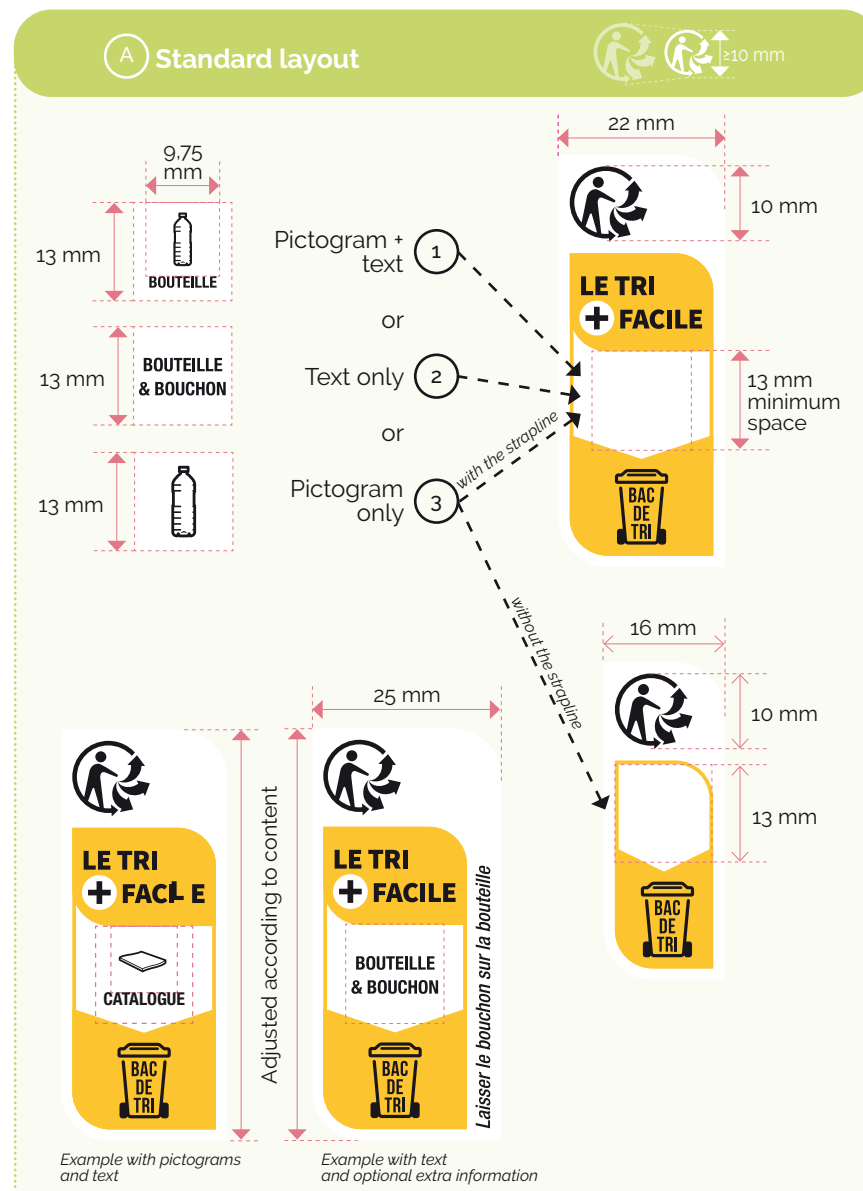 A Standard layout
≥10 mm
22 mm
9,75
mm
10 mm
13 mm
BOUTEILLE
Pictogram +
text
1
LE TRI
+ FACILE
or
13 mm
BOUTEILLE
& BOUCHON
Text only
2
13 mm
minimum
space
or
with the strapline
13 mm
Pictogram
only
3
BAC
DE
TRI
without the strapline
16 mm
10 mm
13 mm
BAC
DE
TRI
25 mm
Adjusted according to content
LE TRI
+ FACIL E
CATALOGUE
BAC
DE
TRI
LE TRI
+ FACILE
BOUTEILLE
& BOUCHON
BAC
DE
TRI
Laisser le bouchon sur la bouteille
Example with pictograms
and text
Example with text
and optional extra information